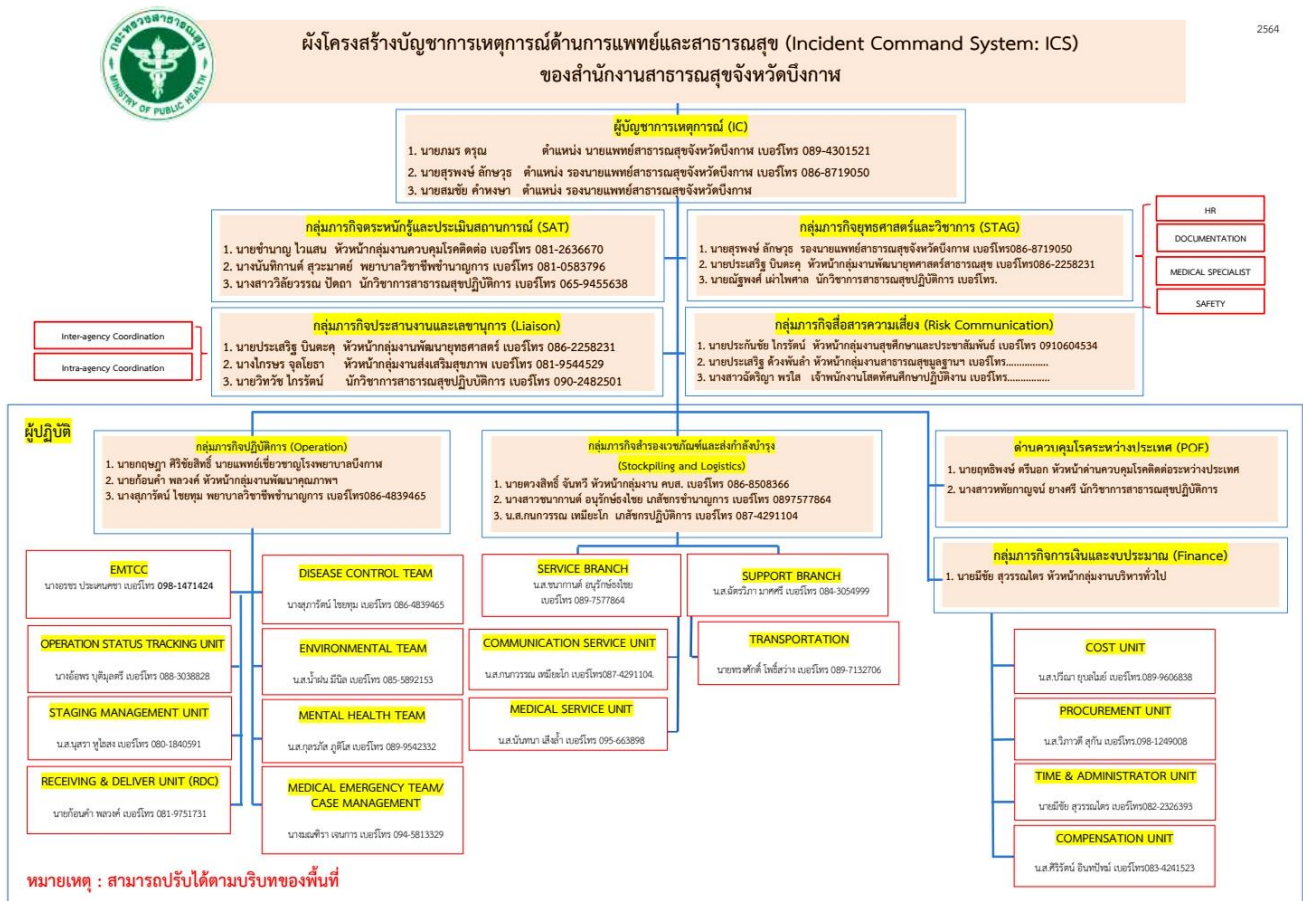 2564
กระทรวงสาธารณสุข
MINISTRY OF PUBLIC HEALTH
ผังโครงสร้างบัญชาการเหตุการณ์ด้านการแพทย์และสาธารณสุข (Incident Command System: ICS)
ของสำนักงานสาธารณสุขจังหวัดบึงกาฬ
ผู้บัญชาการเหตุการณ์ (IC)
1. นายภมร ดรุณ ตำแหน่ง นายแพทย์สาธารณสุขจังหวัดบึงกาฬ เบอร์โทร 089-4301521
2. นายสุรพงษ์ ลักษวุธ ตำแหน่ง รองนายแพทย์สาธารณสุขจังหวัดบึงกาฬ เบอร์โทร 086-8719050
3. นายสมชัย คำหงษา ตำแหน่ง รองนายแพทย์สาธารณสุขจังหวัดบึงกาฬ
กลุ่มภารกิจตระหนักรู้และประเมินสถานการณ์ (SAT)
1. นายชำนาญ ไวแสน หัวหน้ากลุ่มงานควบคุมโรคติดต่อ เบอร์โทร 081-2636670
2. นางนันทิกานต์ สุวะมาตย์ พยาบาลวิชาชีพชำนาญการ เบอร์โทร 081-0583796
3. นางสาววิลัยวรรณ ปัดถา นักวิชาการสาธารณสุขปฏิบัติการ เบอร์โทร 065-9455638
กลุ่มภารกิจยุทธศาสตร์และวิชาการ (STAG)
1. นายสุรพงษ์ ลักษวุธ รองนายแพทย์สาธารณสุขจังหวัดบึงกาฬ เบอร์โทร086-8719050
2. นายประเสริฐ บินตะคุ หัวหน้ากลุ่มงานพัฒนายุทศาสตร์สาธารณสุข เบอร์โทร086-2258231
3. นายณัฐพงศ์ เผ่าไพศาล นักวิชาการสาธารณสุขปฏิบัติการ เบอร์โทร.
HR
DOCUMENTATION
MEDICAL SPECIALIST
SAFETY
Inter-agency Coordination
Intra-agency Coordination
กลุ่มภารกิจประสานงานและเลขานุการ (Liaison)
1. นายประเสริฐ บินตะคุ หัวหน้ากลุ่มงานพัฒนายุทธศาสตร์ เบอร์โทร 086-2258231
2. นางไกรษร จุลโยธา หัวหน้ากลุ่มงานส่งเสริมสุขภาพ เบอร์โทร 081-9544529
3. นายวิทวัช ไกรรัตน์ นักวิชาการสาธารณสุขปฏิบบัติการ เบอร์โทร 090-2482501
กลุ่มภารกิจสื่อสารความเสี่ยง (Risk Communication)
1. นายประกันชัย ไกรรัตน์ หัวหน้ากลุ่มงานสุขศึกษาและประชาสัมพันธ์ เบอร์โทร 0910604534
2. นายประเสริฐ ด้วงพันลำ หัวหน้ากลุ่มงานสาธารณสุขมูลฐานฯ เบอร์โทร................
3. นางสาวฉัตริญา พรใส เจ้าพนักงานโสตทัศนศึกษาปฏิบัติงาน เบอร์โทร................
ผู้ปฏิบัติ
กลุ่มภารกิจปฏิบัติการ (Operation)
1. นายกฤษฎา ศิริชัยสิทธิ์ นายแพทย์เชี่ยวชาญโรงพยาบาลบึงกาฬ
2. นายก้อนคำ พลวงค์ หัวหน้ากลุ่มงานพัฒนาคุณภาพฯ
3. นางสุภารัตน์ ไชยทุม พยาบาลวิชาชีพชำนาญการ เบอร์โทร086-4839465
กลุ่มภารกิจสำรองเวชภัณฑ์และส่งกำลังบำรุง
(Stockpiling and Logistics)
1. นายดวงสิทธิ์ จันทวี หัวหน้ากลุ่มงาน คบส. เบอร์โทร 086-8508366
2. นางสาวชนากานต์ อนุรักษ์ธงไชย เภสัชกรชำนาญการ เบอร์โทร 0897577864
3. น.ส.กนกวรรณ เหมียะโก เภสัชกรปฏิบัติการ เบอร์โทร 087-4291104
ด่านควบคุมโรคระหว่างประเทศ (POE)
1. นายฤทธิพงษ์ ตรีนอก หัวหน้าด่านควบคุมโรคติดต่อระหว่างประเทศ
2. นางสาวหทัยกาญจน์ ยางศรี นักวิชาการสาธารณสุขปฏิบัติการ
กลุ่มภารกิจการเงินและงบประมาณ (Finance)
1. นายมีชัย สุวรรณไตร หัวหน้ากลุ่มงานบริหารทั่วไป
EMTCC
นางอรชร ประเคนคชา เบอร์โทร 098-1471424
DISEASE CONTROL TEAM
นางสุภารัตน์ ไชยทุม เบอร์โทร 086-4839465
SERVICE BRANCH
น.ส.ชนากานต์ อนุรักษ์ธงไชย
เบอร์โทร 089-7577864
SUPPORT BRANCH
น.ส.ฉัตรวิภา มาศศรี เบอร์โทร 084-3054999
OPERATION STATUS TRACKING UNIT
นางอ้อพร บุติมุลตรี เบอร์โทร 088-3038828
ENVIRONMENTAL TEAM
น.ส.น้ำฝน มีนิล เบอร์โทร 085-5892153
COMMUNICATION SERVICE UNIT
น.ส.กนกวรรณ เหมียะโก เบอร์โทร087-4291104.
TRANSPORTATION
นายทรงศักดิ์ โพธิ์สว่าง เบอร์โทร 089-7132706
COST UNIT
น.ส.ปวีณา ยุบลไมย์ เบอร์โทร.089-9606838
STAGING MANAGEMENT UNIT
น.ส.นุสรา หูไธสง เบอร์โทร 080-1840591
MENTAL HEALTH TEAM
น.ส.กุลรภัส ภูดิโส เบอร์โทร 089-9542332
MEDICAL SERVICE UNIT
น.ส.นันทนา เส็งล้ำ เบอร์โทร 095-663898
PROCUREMENT UNIT
น.ส.วิภาวดี สุกัน เบอร์โทร.098-1249008
RECEIVING & DELIVER UNIT (RDC)
นายก้อนคำ พลวงค์ เบอร์โทร 081-9751731
MEDICAL EMERGENCY TEAM/
CASE MANAGEMENT
นางมณฑิรา เจนการ เบอร์โทร 094-5813329
TIME & ADMINISTRATOR UNIT
นายมีชัย สุวรรณไตร เบอร์โทร082-2326393
COMPENSATION UNIT
น.ส.ศิริรัตน์ อินทปัทม์ เบอร์โทร083-4241523
หมายเหตุ : สามารถปรับได้ตามบริบทของพื้นที่